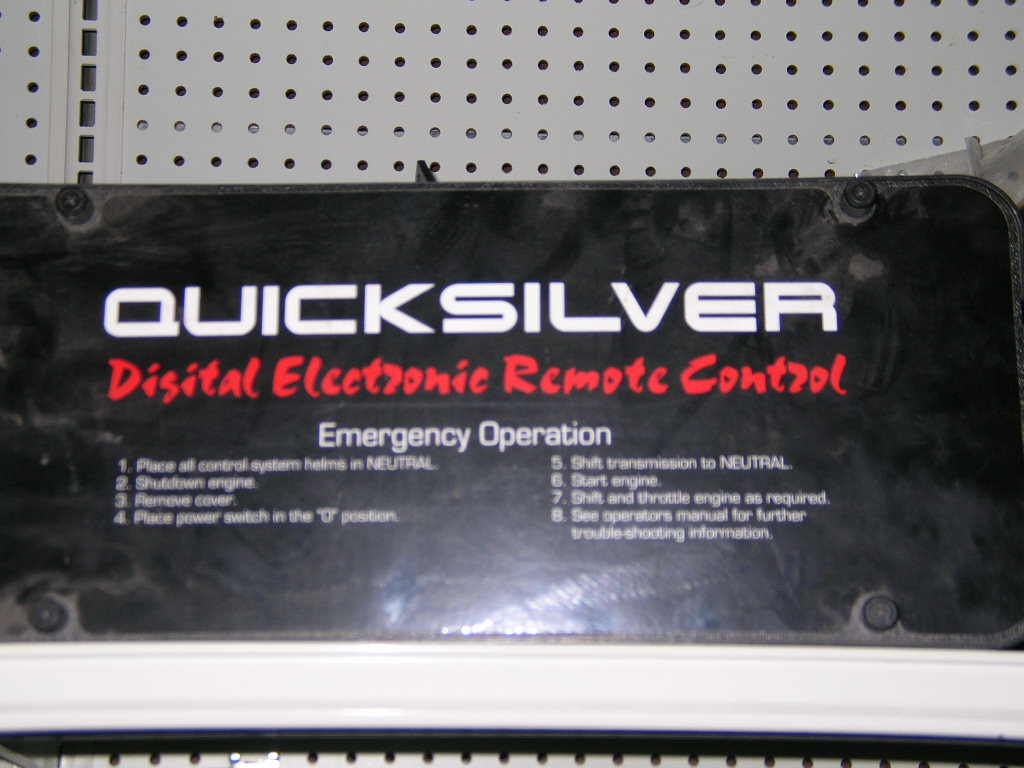 QUICKSILVER
Digital Electronic Remote Control
Emergency Operation
1. Place all control system helms in NEUTRAL.
2. Shutdown engine.
3. Remove cover.
4. Place power switch in the "0" position.
5. Shift transmission to NEUTRAL.
6. Start engine.
7. Shift and throttle engine as required.
8. See operators manual for further
trouble-shooting information.